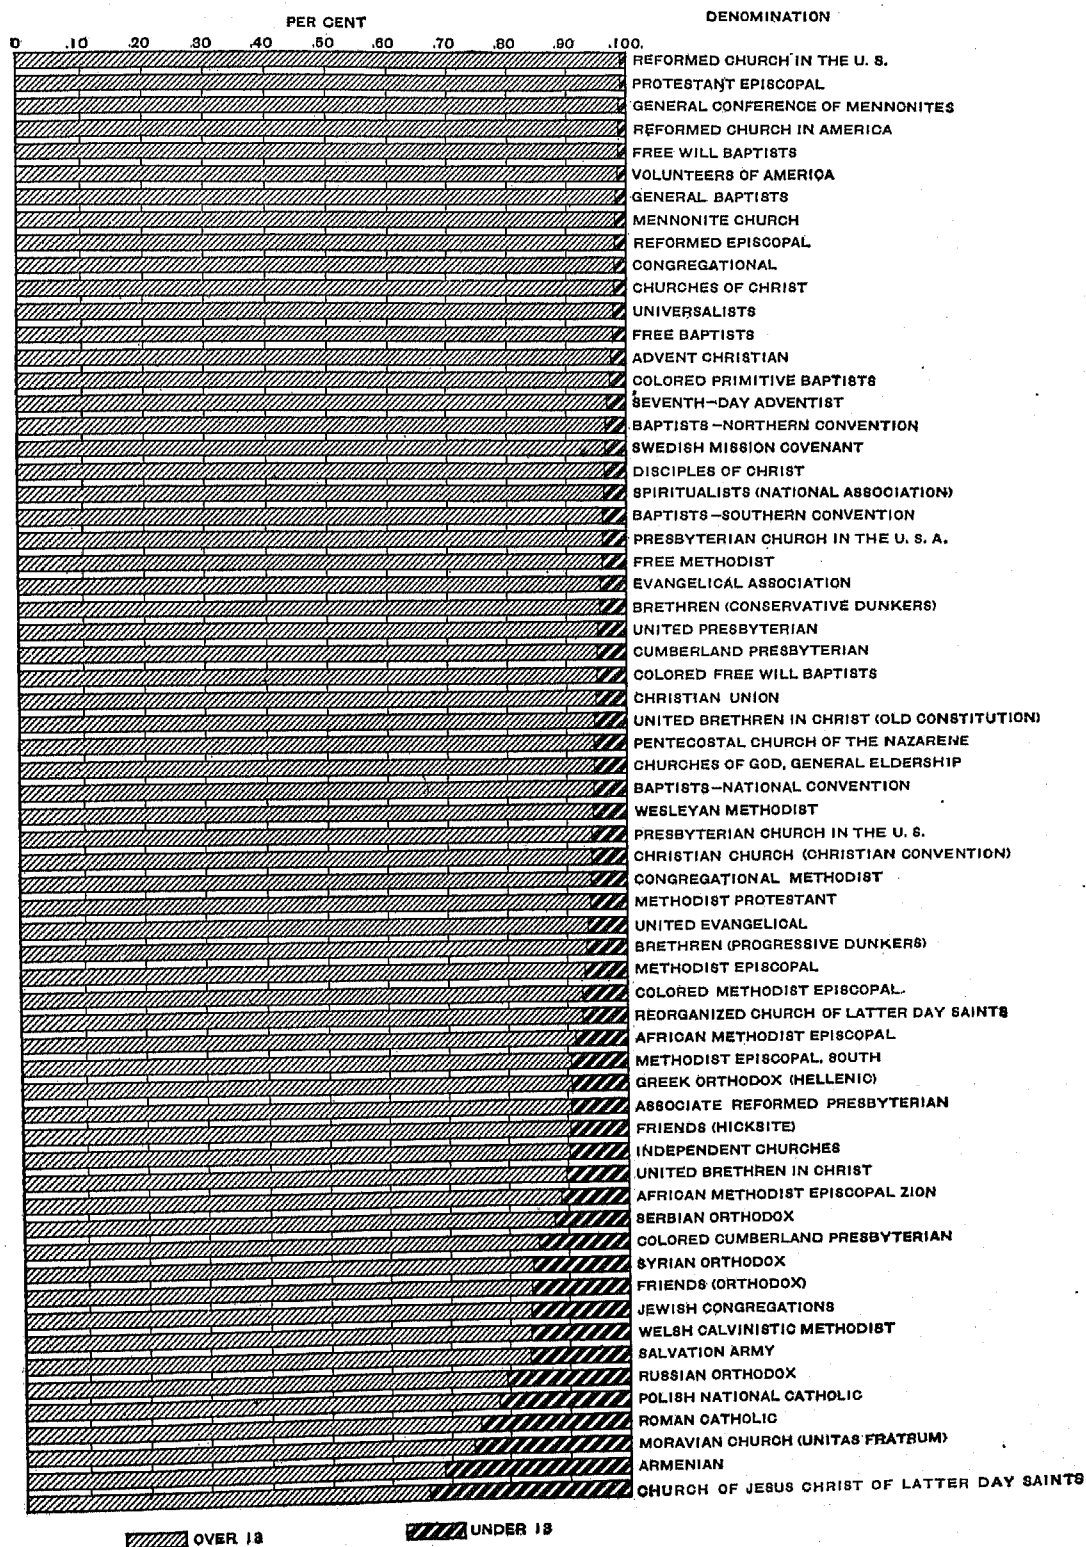 PER CENT
DENOMINATION
0 .10 .20 .30 .40 .50 .60 .70 .80 .90 .100.
REFORMED CHURCH IN THE U. S.
PROTESTANT EPISCOPAL
GENERAL CONFERENCE OF MENNONITES
REFORMED CHURCH IN AMERICA
FREE WILL BAPTISTS
VOLUNTEERS OF AMERICA
GENERAL BAPTISTS
MENNONITE CHURCH
REFORMED EPISCOPAL
CONGREGATIONAL
CHURCHES OF CHRIST
UNIVERSALISTS
FREE BAPTISTS
ADVENT CHRISTIAN
COLORED PRIMITIVE BAPTISTS
SEVENTH-DAY ADVENTIST
BAPTISTS-NORTHERN CONVENTION
SWEDISH MISSION COVENANT
DISCIPLES OF CHRIST
SPIRITUALISTS (NATIONAL ASSOCIATION)
BAPTISTS-SOUTHERN CONVENTION
PRESBYTERIAN CHURCH IN THE U. S. A.
FREE METHODIST
EVANGELICAL ASSOCIATION
BRETHREN (CONSERVATIVE DUNKERS)
UNITED PRESBYTERIAN
CUMBERLAND PRESBYTERIAN
COLORED FREE WILL BAPTISTS
CHRISTIAN UNION
UNITED BRETHREN IN CHRIST (OLD CONSTITUTION)
PENTECOSTAL CHURCH OF THE NAZARENE
CHURCHES OF GOD, GENERAL ELDERSHIP
BAPTISTS-NATIONAL CONVENTION
WESLEYAN METHODIST
PRESBYTERIAN CHURCH IN THE U. S.
CHRISTIAN CHURCH (CHRISTIAN CONVENTION)
CONGREGATIONAL METHODIST
METHODIST PROTESTANT
UNITED EVANGELICAL
BRETHREN (PROGRESSIVE DUNKERS)
METHODIST EPISCOPAL
COLORED METHODIST EPISCOPAL.
REORGANIZED CHURCH OF LATTER DAY SAINTS
AFRICAN METHODIST EPISCOPAL
METHODIST EPISCOPAL, SOUTH
GREEK ORTHODOX (HELLENIC)
ASSOCIATE REFORMED PRESBYTERIAN
FRIENDS (HICKSITE)
INDEPENDENT CHURCHES
UNITED BRETHREN IN CHRIST
AFRICAN METHODIST EPISCOPAL ZION
SERBIAN ORTHODOX
COLORED CUMBERLAND PRESBYTERIAN
SYRIAN ORTHODOX
FRIENDS (ORTHODOX)
JEWISH CONGREGATIONS
WELSH CALVINISTIC METHODIST
SALVATION ARMY
RUSSIAN ORTHODOX
POLISH NATIONAL CATHOLIC
ROMAN CATHOLIC
MORAVIAN CHURCH (UNITAS FRATRUM)
ARMENIAN
CHURCH OF JESUS CHRIST OF LATTER DAY SAINTS
OVER 13
UNDER 13